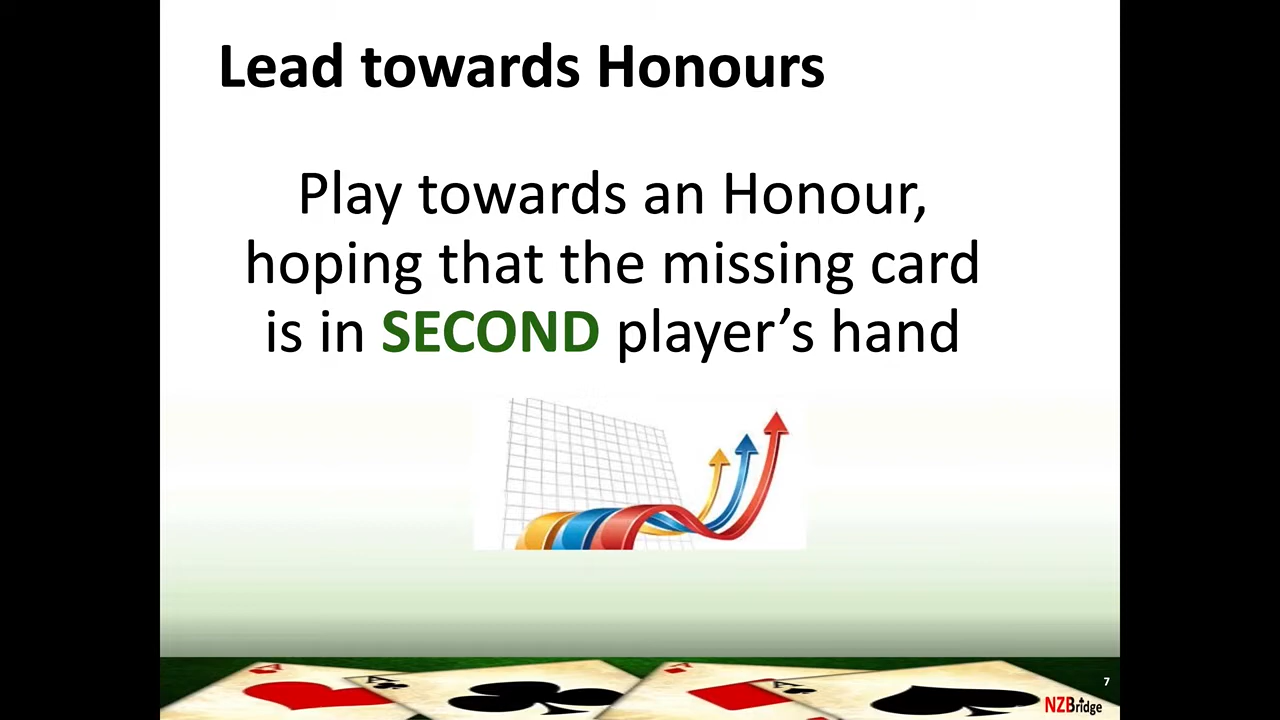 Lead towards Honours
Play towards an Honour,
hoping that the missing card
is in SECOND player’s hand
7
NZBridge